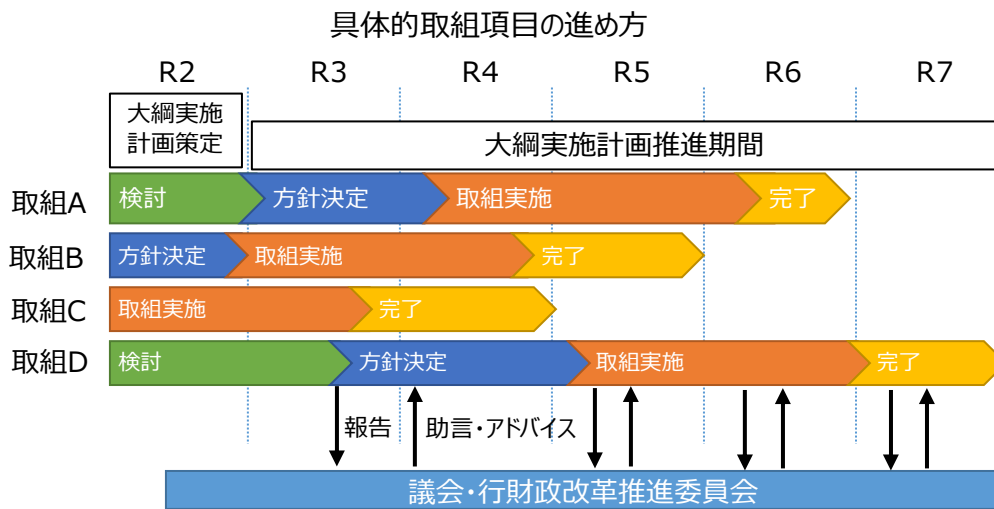 具体的取組項目の進め方
R2 R3 R4 R5 R6 R7
大綱実施
計画策定
大綱実施計画推進期間
取組A 検討 方針決定 取組実施 完了
取組B 方針決定 取組実施 完了
取組C 取組実施 完了
取組D 検討 方針決定 取組実施 完了
報告 助言・アドバイス
議会・行財政改革推進委員会